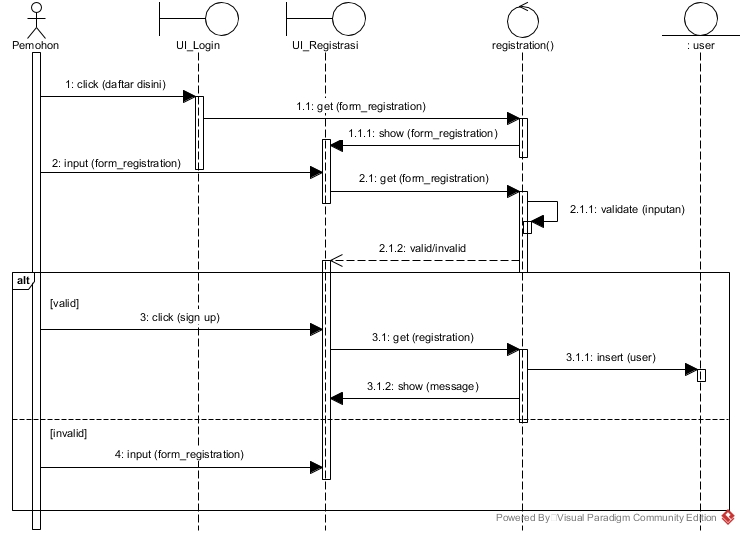 Pemohon
UI_Login
UI_Registrasi
registration()
: user
1: click (daftar disini)
1.1: get (form_registration)
1.1.1: show (form_registration)
2: input (form_registration)
2.1: get (form_registration)
2.1.1: validate (inputan)
2.1.2: valid/invalid
alt
[valid]
3: click (sign up)
3.1: get (registration)
3.1.1: insert (user)
3.1.2: show (message)
[invalid]
4: input (form_registration)
Powered By Visual Paradigm Community Edition